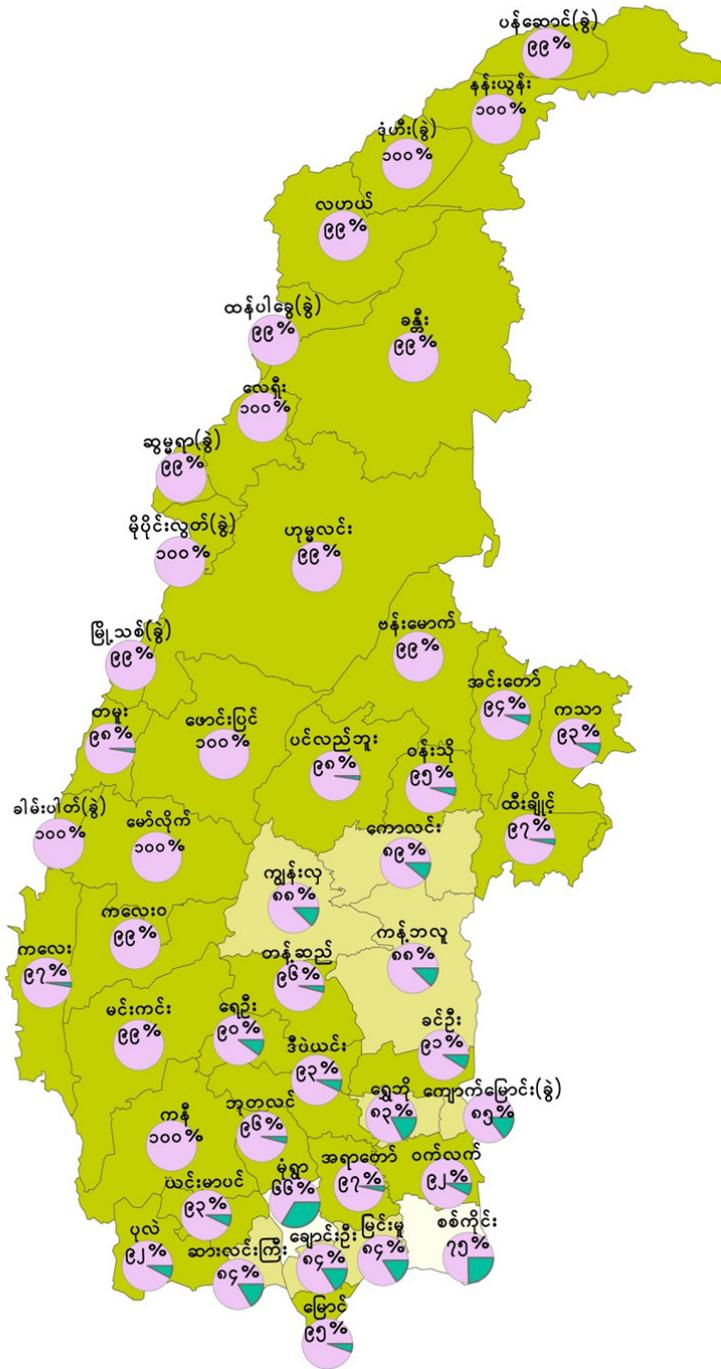 ပန်ဆောင်(ခွဲ)
၉၉%
နန်းယွန်း
၁၀၀%
ဒုံဟီး(ခွဲ)
၁၀၀%
လဟယ်
၉၉%
ထန်ပါခွေ(ခွဲ)
၉၉%
ခန္တီး
၉၉%
လေရှီး
၁၀၀%
ဆွမ္မရာ(ခွဲ)
၉၉%
မိုပိုင်းလွတ်(ခွဲ)
၁၀၀%
ဟုမ္မလင်း
၉၉%
ဗန်းမောက်
၉၉%
မြို့သစ်(ခွဲ)
၉၉%
အင်းတော်
၉၄%
ကသာ
၉၃%
တမူး
၉၈%
ဖောင်းပြင်
၁၀၀%
ပင်လည်ဘူး
၉၈%
ဝန်းသို
၉၅%
ထီးချိုင့်
၉၇%
ခါမ်းပါတ်(ခွဲ)
၁၀၀%
မော်လိုက်
၁၀၀%
ကောလင်း
၈၉%
ကျွန်းလှ
၈၈%
ကလေးဝ
၉၉%
ကန့်ဘလူ
၈၈%
ကလေး
၉၇%
တန့်ဆည်
၉၆%
မင်းကင်း
၉၉%
ရေဦး
၉၀%
ခင်ဦး
၉၁%
ဒီပဲယင်း
၉၃%
ရွှေဘို
၈၃%
ကျောက်မြောင်း(ခွဲ)
၈၅%
ကနီ
၁၀၀%
ဘုတလင်
၉၆%
မုံရွာ
၆၆%
အရာတော်
၉၇%
ဝက်လက်
၉၂%
ယင်းမာပင်
၉၃%
ပုလဲ
၉၂%
ဆားလင်းကြီး
၈၄%
ချောင်းဦး
၈၄%
မြင်းမူ
၈၄%
စစ်ကိုင်း
၇၅%
မြောင်
၉၅%